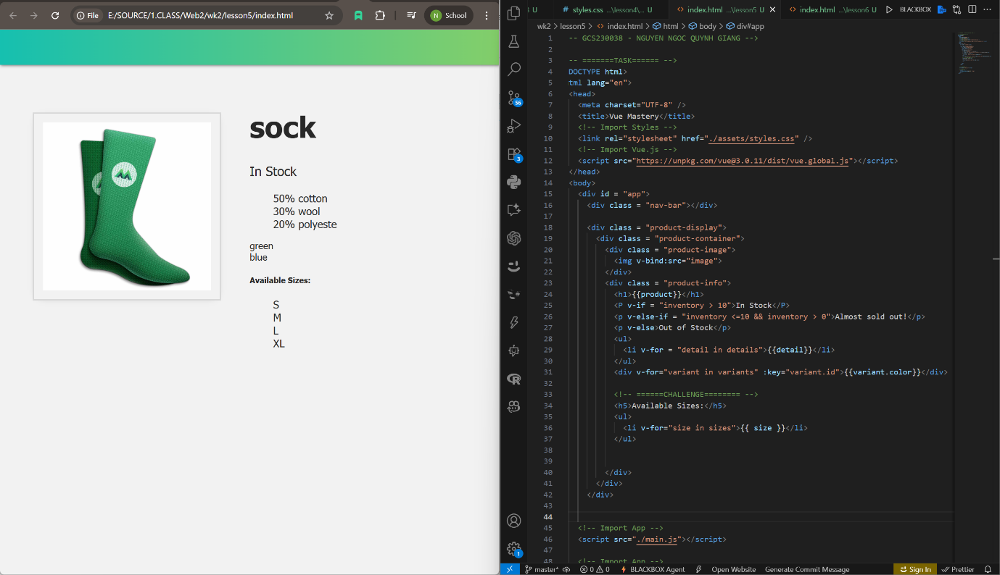 File E:/SOURCE/1.CLASS/Web2/wk2/lesson5/index.html N School
sock
In Stock
50% cotton
30% wool
20% polyeste
green
blue
Available Sizes:
S
M
L
XL
U # styles.css ...\lesson4\... U <> index.html ...\lesson5 U <> index.html ...\lesson6 U BLACKBOX
wk2 > lesson5 > <> index.html > html > body > div#app
1 -- GCS230038 - NGUYEN NGOC QUYNH GIANG -->
2
3 -- =======TASK====== -->
4 DOCTYPE html>
5 tml lang="en">
6 <head>
7 <meta charset="UTF-8" />
8 <title>Vue Mastery</title>
9 <!-- Import Styles -->
10 <link rel="stylesheet" href="./assets/styles.css" />
11 <!-- Import Vue.js -->
12 <script src="https://unpkg.com/vue@3.0.11/dist/vue.global.js"></script>
13 </head>
14 <body>
15 <div id = "app">
16 <div class = "nav-bar"></div>
17
18 <div class = "product-display">
19 <div class = "product-container">
20 <div class = "product-image">
21 <img v-bind:src="image">
22 </div>
23 <div class = "product-info">
24 <h1>{{product}}</h1>
25 <P v-if = "inventory > 10">In Stock</P>
26 <p v-else-if = "inventory <=10 && inventory > 0">Almost sold out!</p>
27 <p v-else>Out of Stock</p>
28 <ul>
29 <li v-for = "detail in details">{{detail}}</li>
30 </ul>
31 <div v-for="variant in variants" :key="variant.id">{{variant.color}}</div>
32
33 <!-- ======CHALLENGE======== -->
34 <h5>Available Sizes:</h5>
35 <ul>
36 <li v-for="size in sizes">{{ size }}</li>
37 </ul>
38
39
40 </div>
41 </div>
42 </div>
43
44
45 <!-- Import App -->
46 <script src="./main.js"></script>
47
48 <!-- Import App -->
56
3
1
master* 0 0 BLACKBOX Agent Open Website Generate Commit Message Sign In Prettier